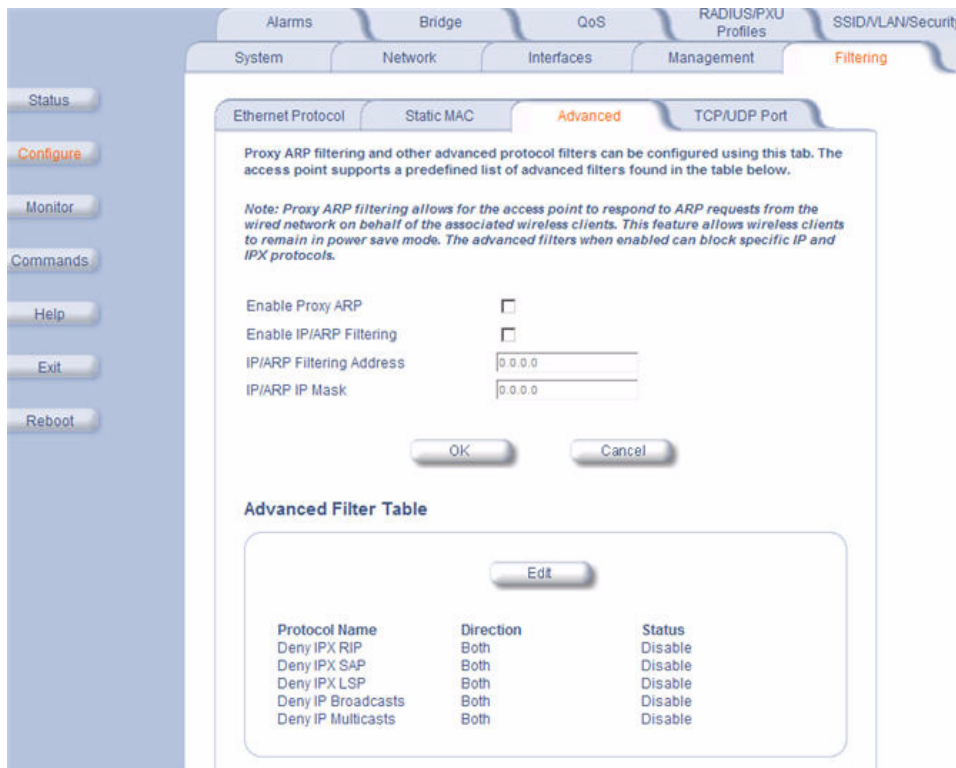 Alarms Bridge QoS RADIUS/PXU Profiles SSID/VLAN/Security
System Network Interfaces Management Filtering
Status
Configure
Monitor
Commands
Help
Exit
Reboot
Ethernet Protocol Static MAC Advanced TCP/UDP Port
Proxy ARP filtering and other advanced protocol filters can be configured using this tab. The
access point supports a predefined list of advanced filters found in the table below.
Note: Proxy ARP filtering allows for the access point to respond to ARP requests from the
wired network on behalf of the associated wireless clients. This feature allows wireless clients
to remain in power save mode. The advanced filters when enabled can block specific IP and
IPX protocols.
Enable Proxy ARP
Enable IP/ARP Filtering
IP/ARP Filtering Address 0.0.0.0
IP/ARP IP Mask 0.0.0.0
OK Cancel
Advanced Filter Table
Edit
Protocol Name Direction Status
Deny IPX RIP Both Disable
Deny IPX SAP Both Disable
Deny IPX LSP Both Disable
Deny IP Broadcasts Both Disable
Deny IP Multicasts Both Disable